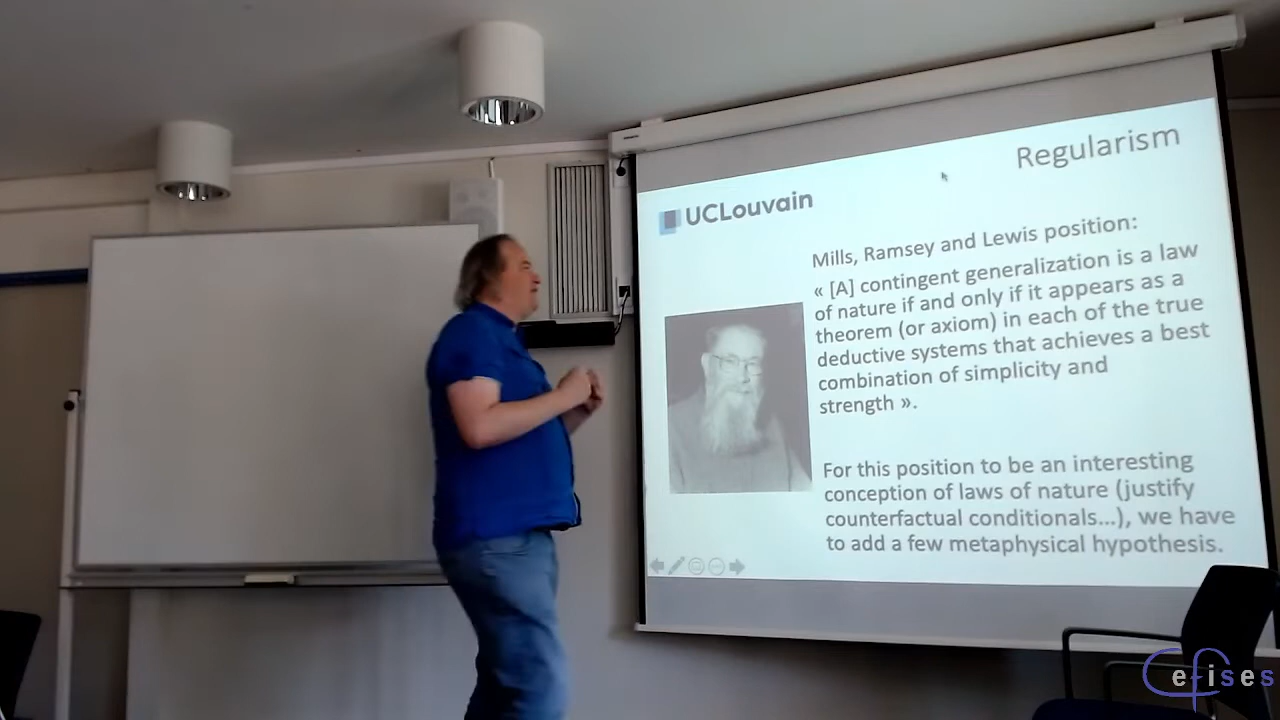 Regularism
UCLouvain
Mills, Ramsey and Lewis position:
« [A] contingent generalization is a law
of nature if and only if it appears as a
theorem (or axiom) in each of the true
deductive systems that achieves a best
combination of simplicity and
strength ».
For this position to be an interesting
conception of laws of nature (justify
counterfactual conditionals...), we have
to add a few metaphysical hypothesis.
Cefises